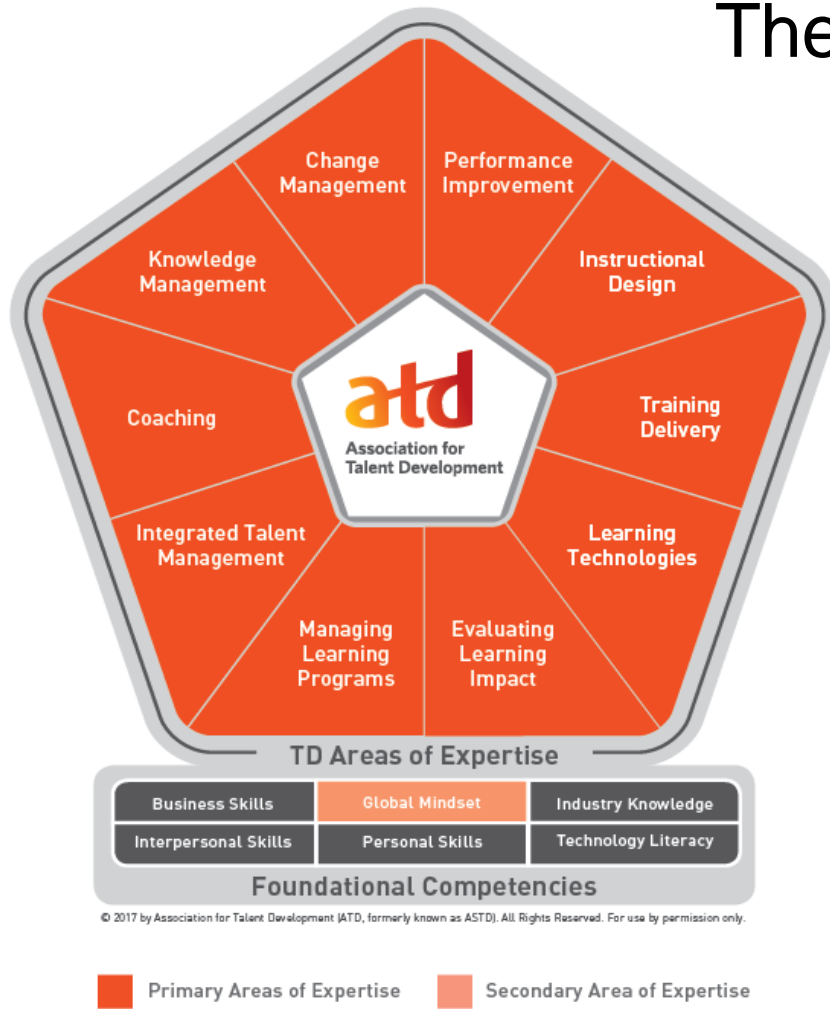 The
Change
Management
Performance
Improvement
Knowledge
Management
Instructional
Design
Coaching
atd
Association for
Talent Development
Training
Delivery
Integrated Talent
Management
Learning
Technologies
Managing
Learning
Programs
Evaluating
Learning
Impact
TD Areas of Expertise
Business Skills
Global Mindset
Industry Knowledge
Interpersonal Skills
Personal Skills
Technology Literacy
Foundational Competencies
© 2017 by Association for Talent Development (ATD, formerly known as ASTD). All Rights Reserved. For use by permission only.
Primary Areas of Expertise
Secondary Area of Expertise